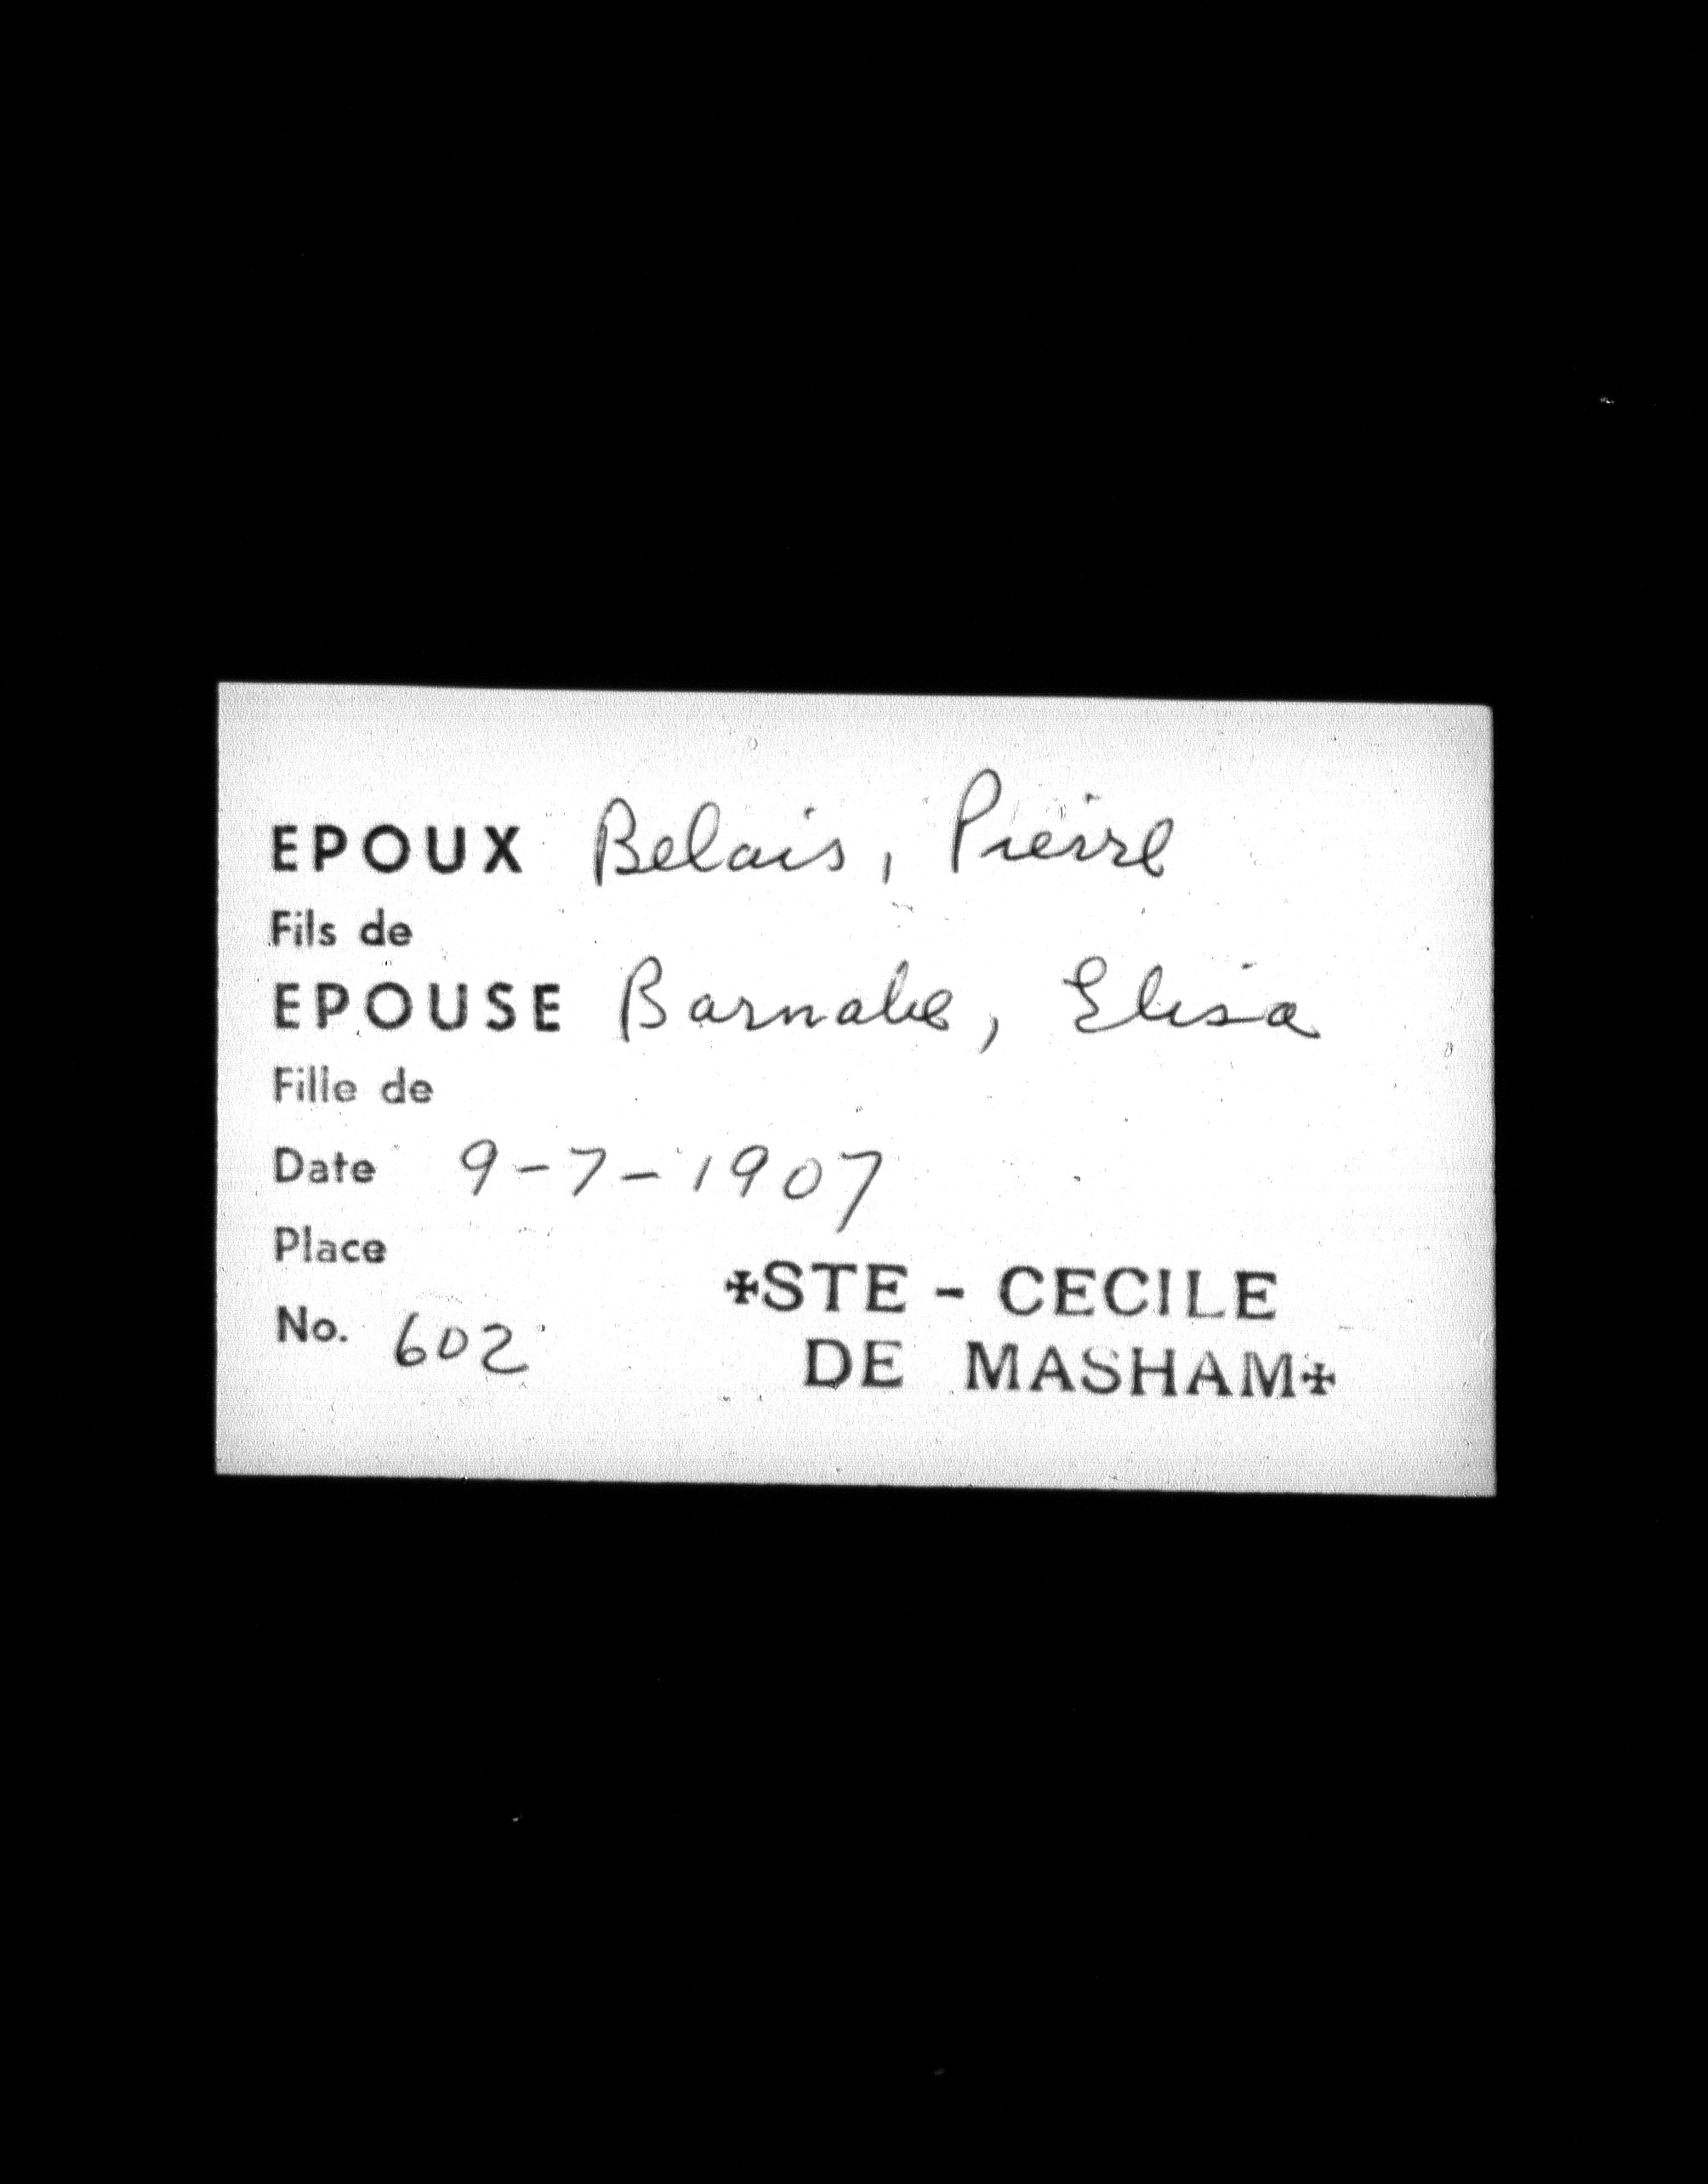 EPOUX Belais, Pierre
Fils de
EPOUSE Barnabe, Elisa
Fille de
Date 9-7-1907
Place
No. 602
✠STE - CECILE
DE MASHAM✠